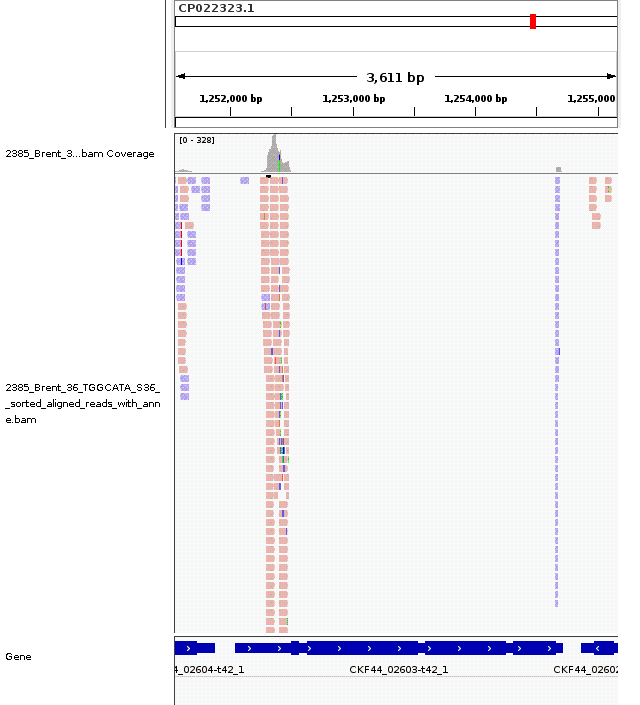 CP022323.1
3,611 bp
1,252,000 bp
1,253,000 bp
1,254,000 bp
1,255,000
[0 - 328]
2385_Brent_3...bam Coverage
2385_Brent_36_TGGCATA_S36_
_sorted_aligned_reads_with_ann
e.bam
Gene
4_02604-t42_1
CKF44_02603-t42_1
CKF44_02602